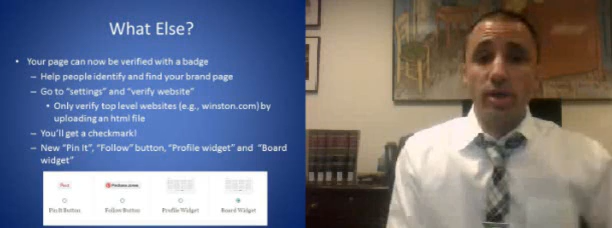 What Else?
• Your page can now be verified with a badge
– Help people identify and find your brand page
– Go to "settings" and "verify website"
• Only verify top level websites (e.g., winston.com) by
uploading an html file
– You'll get a checkmark!
– New "Pin It", "Follow" button, "Profile widget" and "Board
widget"
Pin It Button Follow Button Profile Widget Board Widget